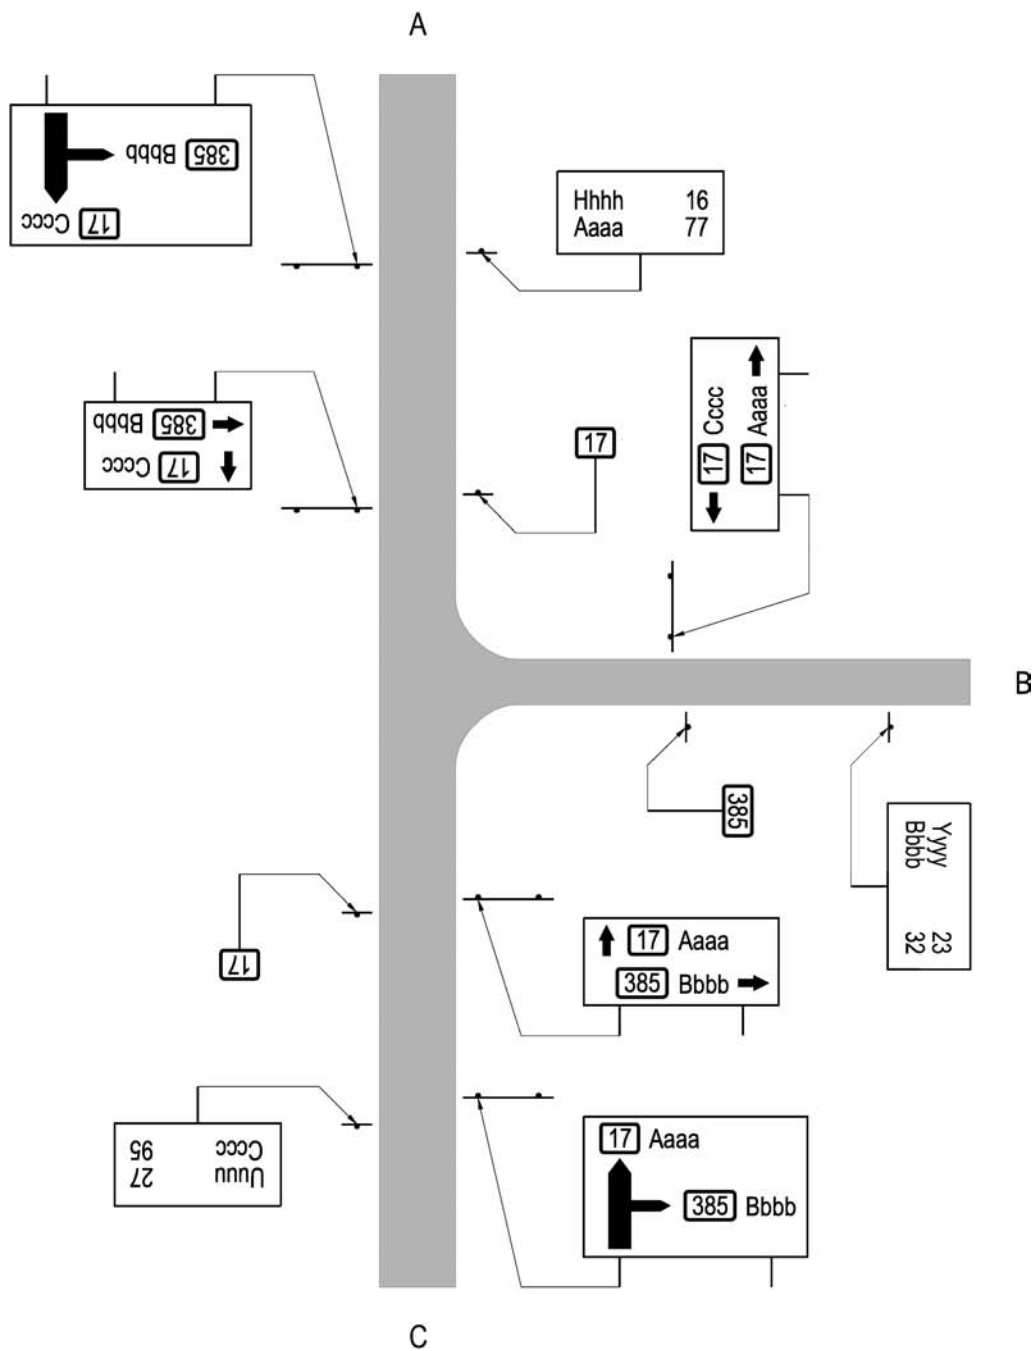 A
385 Bbbb
17 Cccc
Hhhh 16
Aaaa 77
385 Bbbb
17 Cccc
17
17 Cccc
17 Aaaa
B
385
Yyyy 23
Bbbb 32
17
17 Aaaa
385 Bbbb
Uuuu 27
Cccc 95
17 Aaaa
385 Bbbb
C